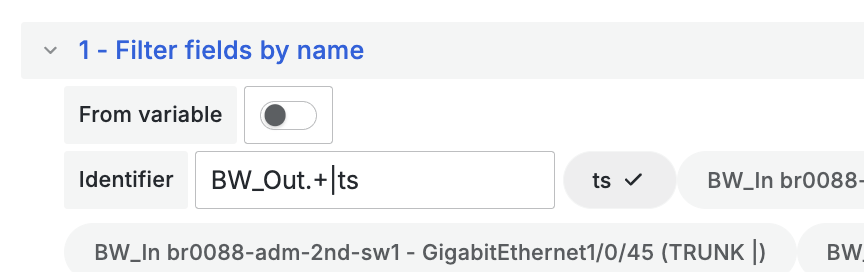 1 - Filter fields by name
From variable
Identifier BW_Out.+|ts ts BW_In br0088-
BW_In br0088-adm-2nd-sw1 - GigabitEthernet1/0/45 (TRUNK |) BW_